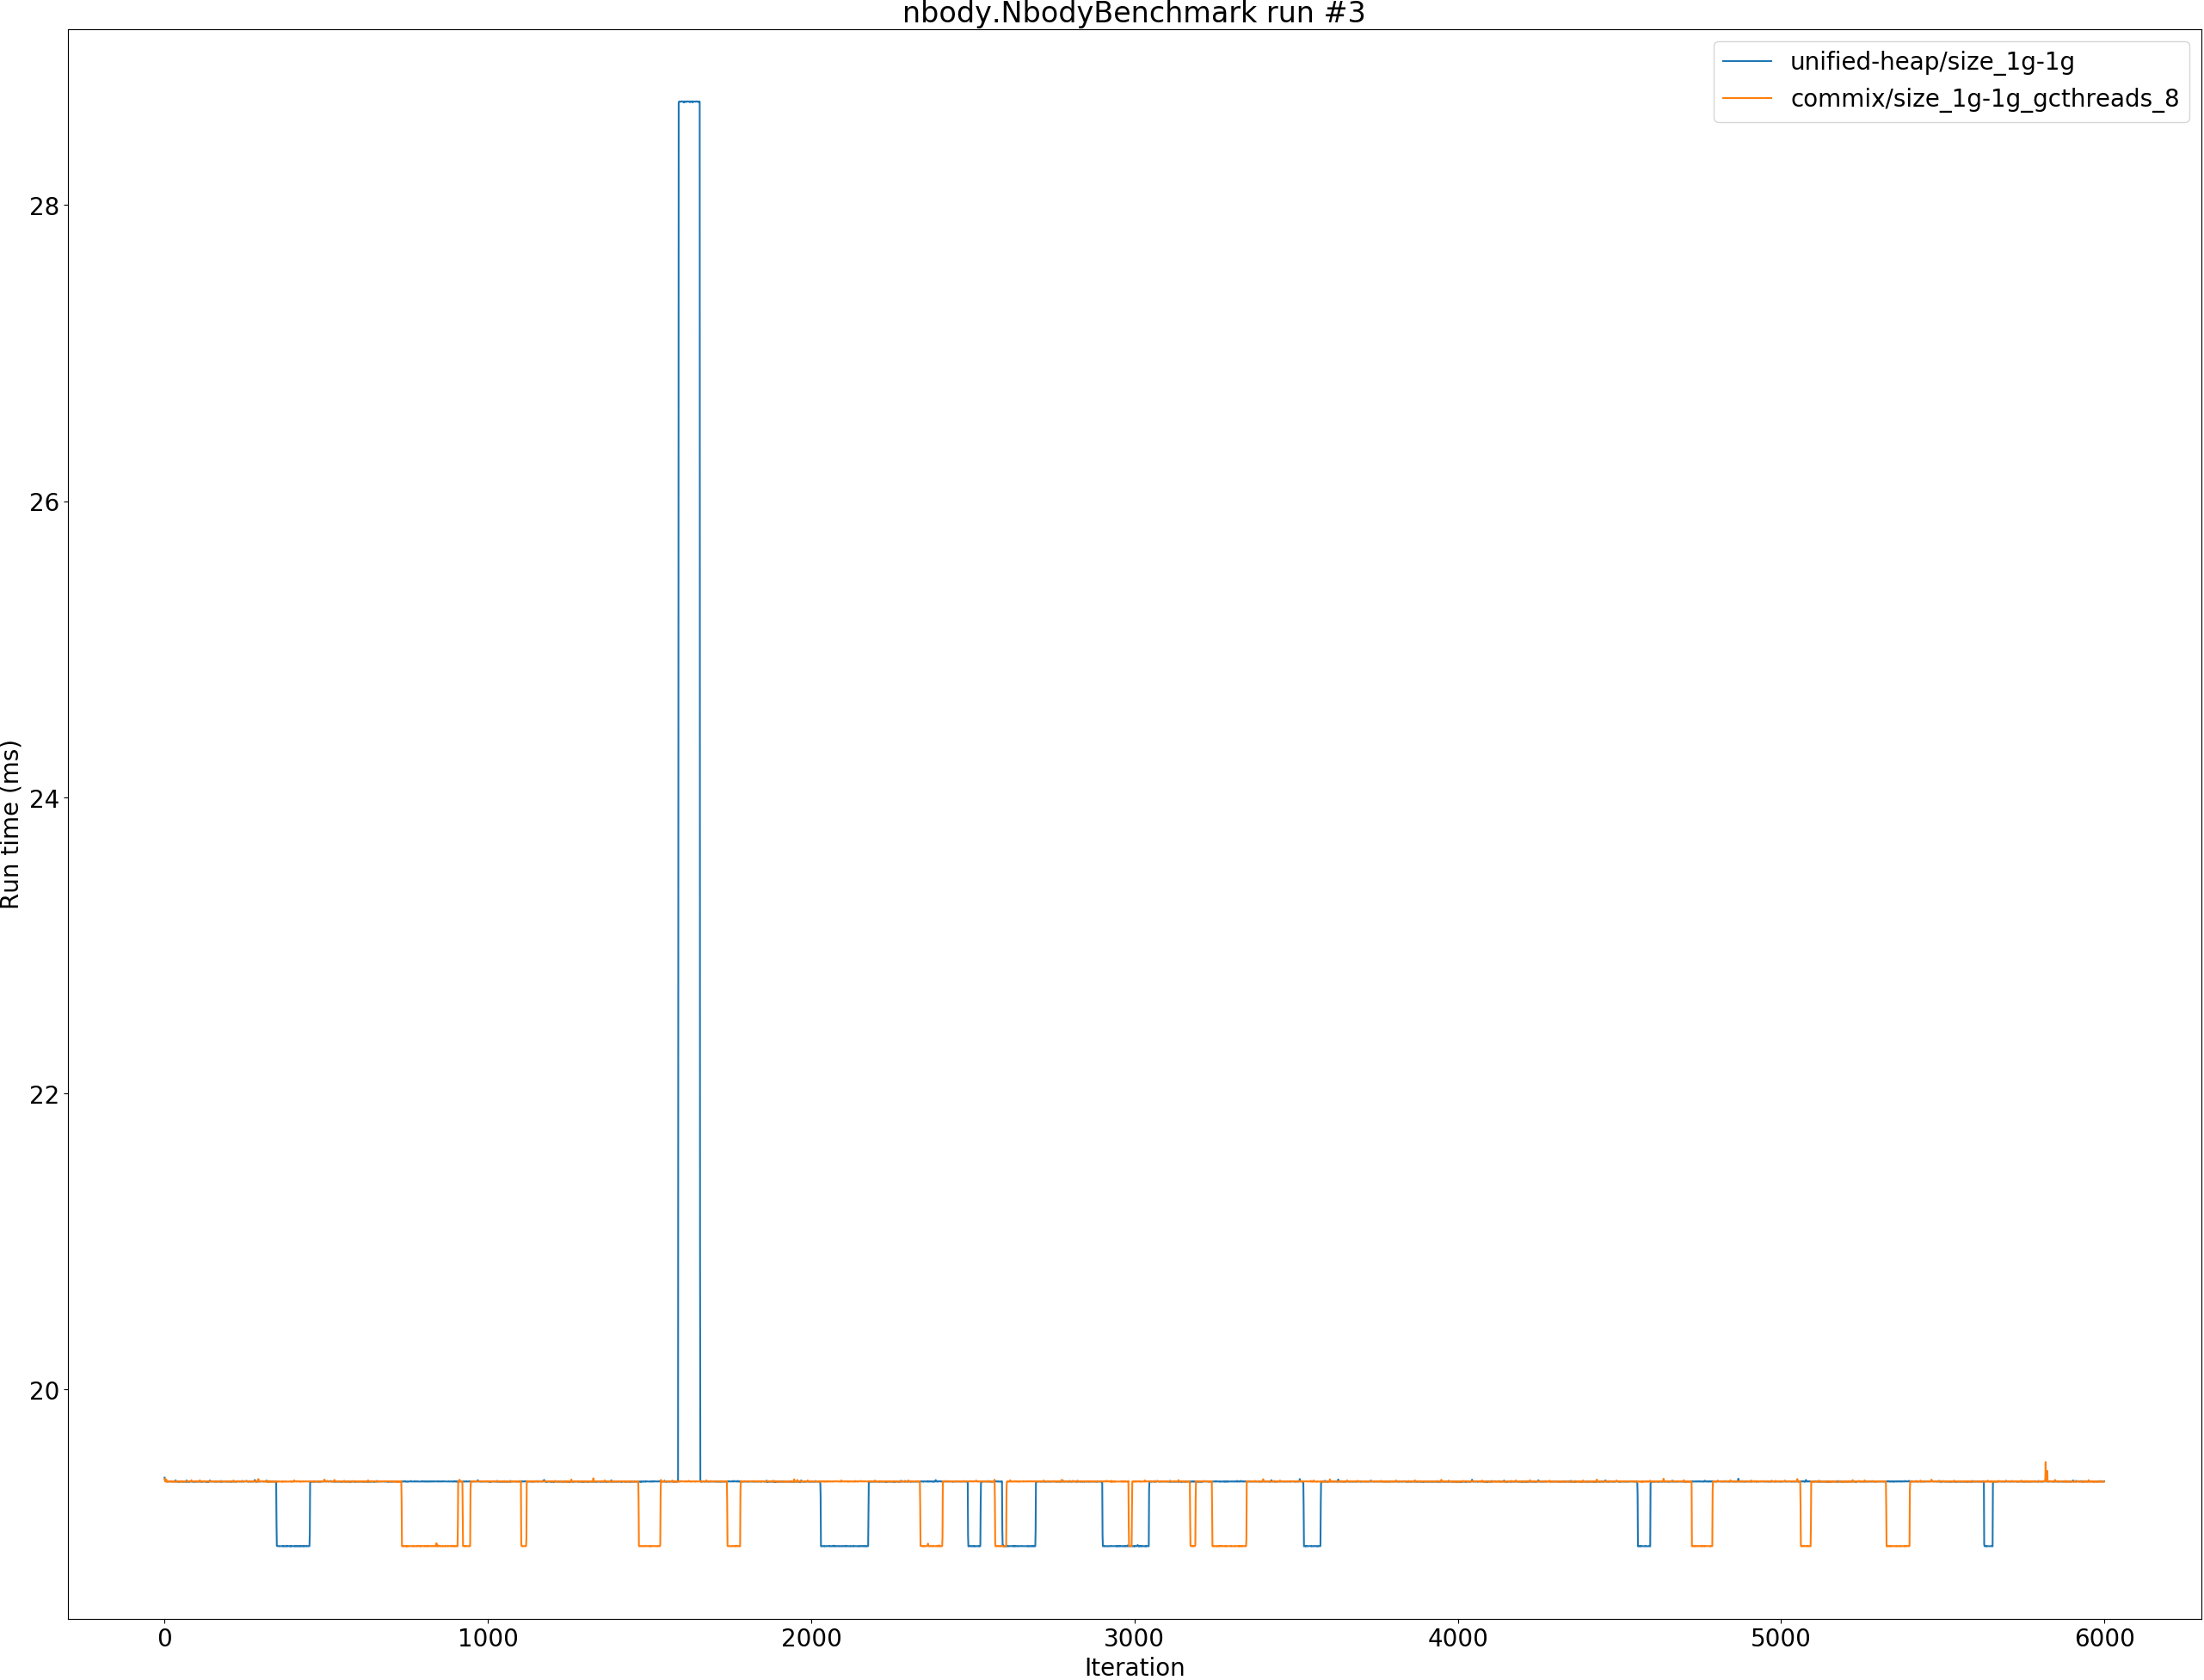 nbody.NbodyBenchmark run #3
unified-heap/size_1g-1g
commix/size_1g-1g_gcthreads_8
28
26
24
22
20
Run time (ms)
0 1000 2000 3000 4000 5000 6000
Iteration